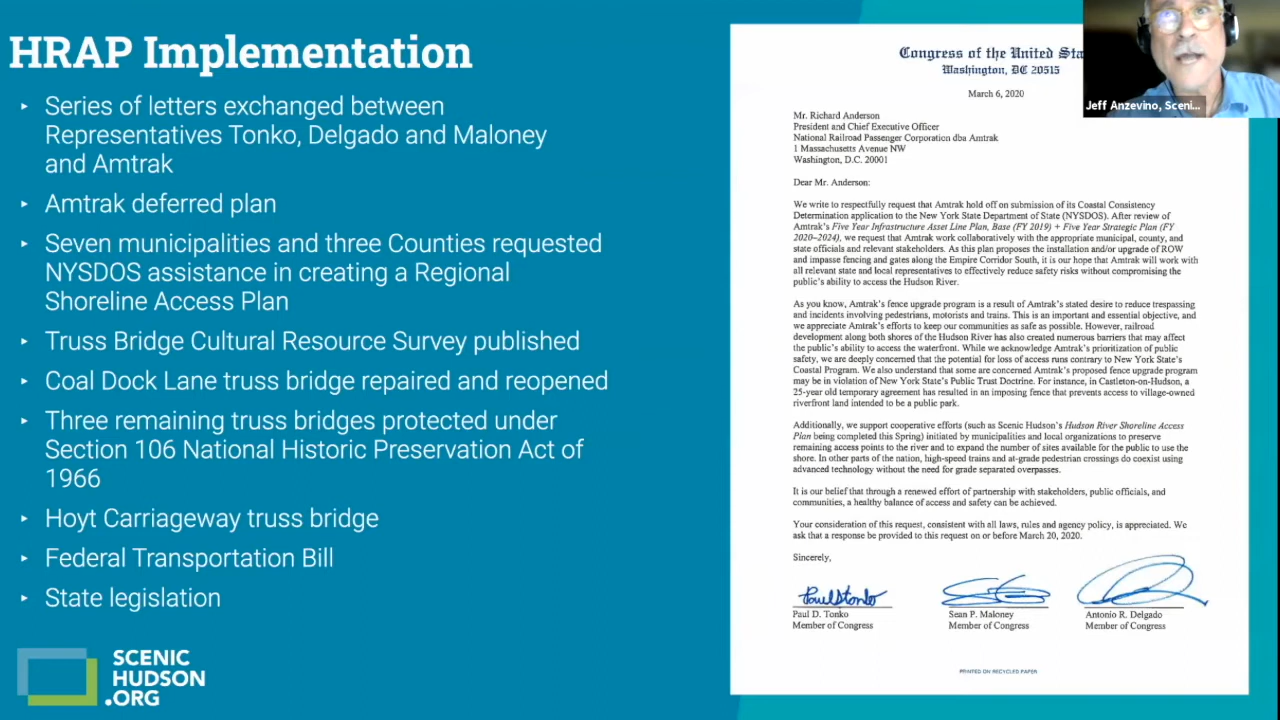 HRAP Implementation
Series of letters exchanged between
Representatives Tonko, Delgado and Maloney
and Amtrak
Amtrak deferred plan
Seven municipalities and three Counties requested
NYSDOS assistance in creating a Regional
Shoreline Access Plan
Truss Bridge Cultural Resource Survey published
Coal Dock Lane truss bridge repaired and reopened
Three remaining truss bridges protected under
Section 106 National Historic Preservation Act of
1966
Hoyt Carriageway truss bridge
Federal Transportation Bill
State legislation
SCENIC
HUDSON
.ORG
Congress of the United Sta
Washington, DC 20515
March 6, 2020
Mr. Richard Anderson
President and Chief Executive Officer
National Railroad Passenger Corporation dba Amtrak
1 Massachusetts Avenue NW
Washington, D.C. 20001
Dear Mr. Anderson:
We write to respectfully request that Amtrak hold off on submission of its Coastal Consistency
Determination application to the New York State Department of State (NYSDOS). After review of
Amtrak's Five Year Infrastructure Asset Line Plan, Base (FY 2019) + Five Year Strategic Plan (FY
2020–2024), we request that Amtrak work collaboratively with the appropriate municipal, county, and
state officials and relevant stakeholders. As this plan proposes the installation and/or upgrade of ROW
and impasse fencing and gates along the Empire Corridor South, it is our hope that Amtrak will work with
all relevant state and local representatives to effectively reduce safety risks without compromising the
public's ability to access the Hudson River.
As you know, Amtrak's fence upgrade program is a result of Amtrak's stated desire to reduce trespassing
and incidents involving pedestrians, motorists and trains. This is an important and essential objective, and
we appreciate Amtrak's efforts to keep our communities as safe as possible. However, railroad
development along both shores of the Hudson River has also created numerous barriers that may affect
the public's ability to access the waterfront. While we acknowledge Amtrak's prioritization of public
safety, we are deeply concerned that the potential for loss of access runs contrary to New York State's
Coastal Program. We also understand that some are concerned Amtrak's proposed fence upgrade program
may be in violation of New York State's Public Trust Doctrine. For instance, in Castleton-on-Hudson, a
25-year old temporary agreement has resulted in an imposing fence that prevents access to village-owned
riverfront land intended to be a public park.
Additionally, we support cooperative efforts (such as Scenic Hudson's Hudson River Shoreline Access
Plan being completed this Spring) initiated by municipalities and local organizations to preserve
remaining access points to the river and to expand the number of sites available for the public to use the
shore. In other parts of the nation, high-speed trains and at-grade pedestrian crossings do coexist using
advanced technology without the need for grade separated overpasses.
It is our belief that through a renewed effort of partnership with stakeholders, public officials, and
communities, a healthy balance of access and safety can be achieved.
Your consideration of this request, consistent with all laws, rules and agency policy, is appreciated. We
ask that a response be provided to this request on or before March 20, 2020.
Sincerely,
Paul D. Tonko
Member of Congress
Sean P. Maloney
Member of Congress
Antonio R. Delgado
Member of Congress
PRINTED ON RECYCLED PAPER
Jeff Anzevino, Sceni...